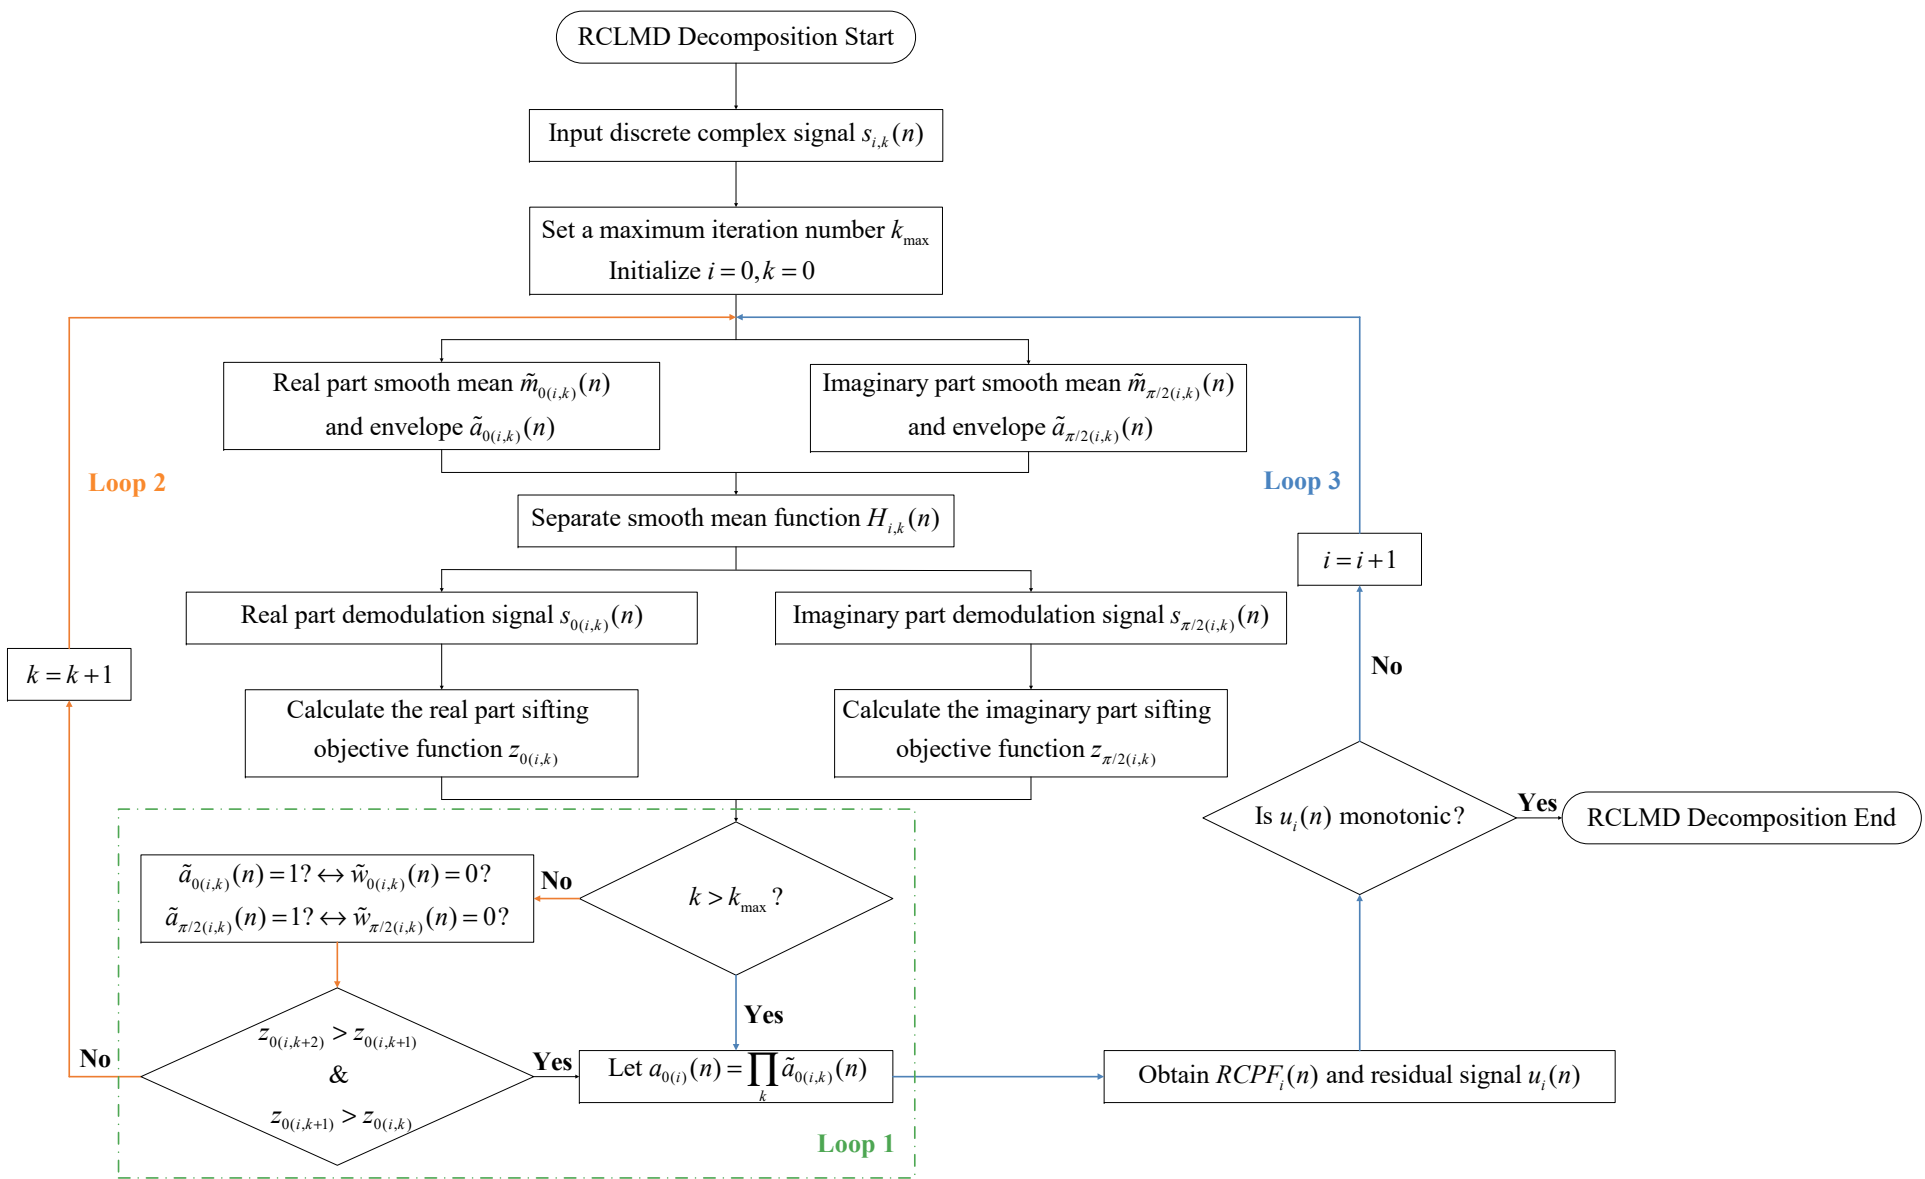 RCLMD Decomposition Start
Input discrete complex signal s_{i,k}(n)
Set a maximum iteration number k_{max}
Initialize i = 0, k = 0
Real part smooth mean m̃_{0(i,k)}(n)
and envelope ã_{0(i,k)}(n)
Imaginary part smooth mean m̃_{π/2(i,k)}(n)
and envelope ã_{π/2(i,k)}(n)
Loop 2
Loop 3
Separate smooth mean function H_{i,k}(n)
i = i+1
Real part demodulation signal s_{0(i,k)}(n)
Imaginary part demodulation signal s_{π/2(i,k)}(n)
k = k+1
No
Calculate the real part sifting
objective function z_{0(i,k)}
Calculate the imaginary part sifting
objective function z_{π/2(i,k)}
Is u_i(n) monotonic?
Yes
RCLMD Decomposition End
ã_{0(i,k)}(n) = 1? ↔ w̃_{0(i,k)}(n) = 0?
ã_{π/2(i,k)}(n) = 1? ↔ w̃_{π/2(i,k)}(n) = 0?
No
k > k_{max} ?
Yes
z_{0(i,k+2)} > z_{0(i,k+1)}
&
z_{0(i,k+1)} > z_{0(i,k)}
No
Yes
Let a_{0(i)}(n) = ∏_k ã_{0(i,k)}(n)
Obtain RCPF_i(n) and residual signal u_i(n)
Loop 1